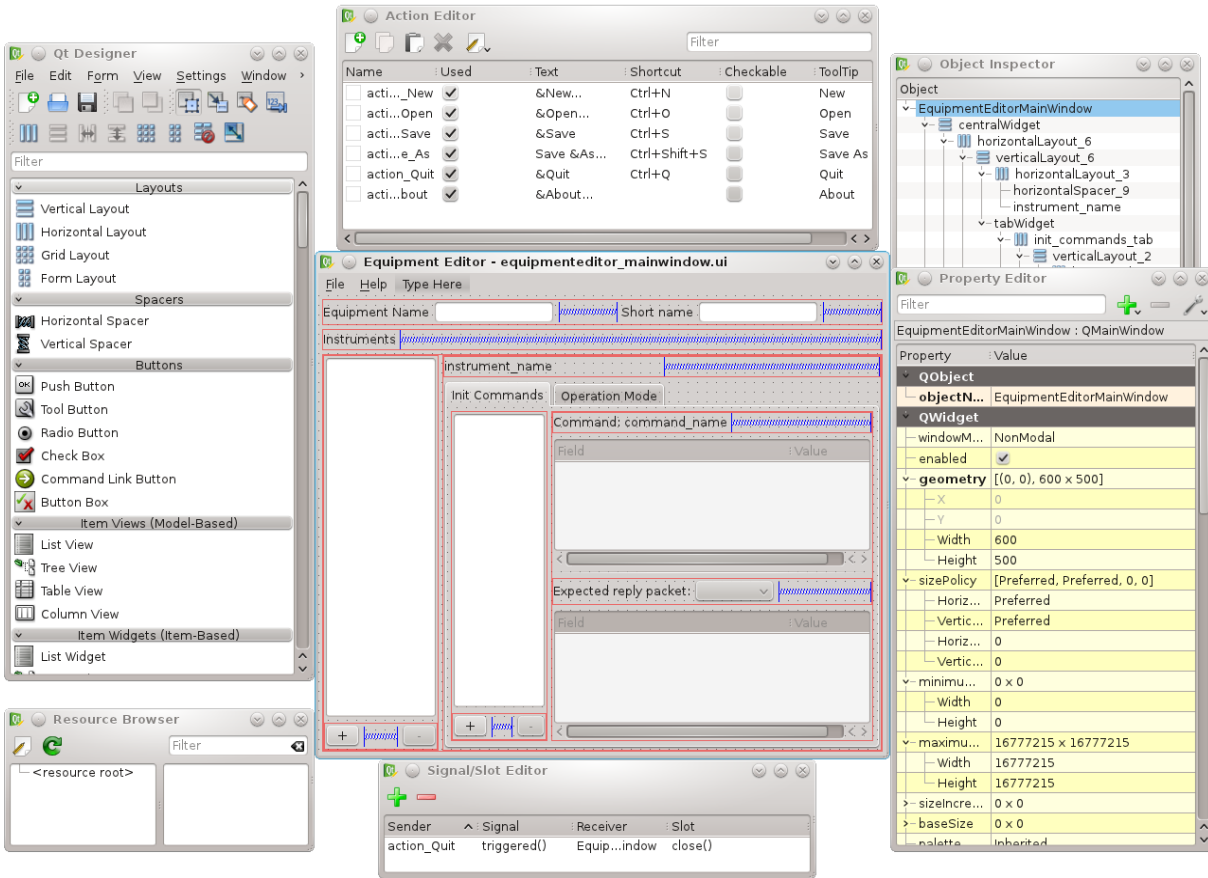 Action Editor
Filter
Name Used Text Shortcut Checkable ToolTip
acti..._New &New... Ctrl+N New
acti...Open &Open... Ctrl+O Open
acti...Save &Save Ctrl+S Save
acti...e_As Save &As... Ctrl+Shift+S Save As
action_Quit &Quit Ctrl+Q Quit
acti...bout &About... About
Qt Designer
File Edit Form View Settings Window
Filter
Layouts
Vertical Layout
Horizontal Layout
Grid Layout
Form Layout
Spacers
Horizontal Spacer
Vertical Spacer
Buttons
OK Push Button
Tool Button
Radio Button
Check Box
Command Link Button
Button Box
Item Views (Model-Based)
List View
Tree View
Table View
Column View
Item Widgets (Item-Based)
List Widget
Object Inspector
Object
EquipmentEditorMainWindow
centralWidget
horizontalLayout_6
verticalLayout_6
horizontalLayout_3
horizontalSpacer_9
instrument_name
tabWidget
init_commands_tab
verticalLayout_2
Equipment Editor - equipmenteditor_mainwindow.ui
File Help Type Here
Equipment Name Short name
Instruments
instrument_name
Init Commands Operation Mode
Command; command_name
Field Value
Expected reply packet:
Field Value
+ -
+ -
Property Editor
Filter
EquipmentEditorMainWindow : QMainWindow
Property Value
QObject
objectN... EquipmentEditorMainWindow
QWidget
windowM... NonModal
enabled
geometry [(0, 0), 600 x 500]
X 0
Y 0
Width 600
Height 500
sizePolicy [Preferred, Preferred, 0, 0]
Horiz... Preferred
Vertic... Preferred
Horiz... 0
Vertic... 0
minimu... 0 x 0
Width 0
Height 0
maximu... 16777215 x 16777215
Width 16777215
Height 16777215
sizeIncre... 0 x 0
baseSize 0 x 0
palette Inherited
Resource Browser
Filter
<resource root>
Signal/Slot Editor
Sender Signal Receiver Slot
action_Quit triggered() Equip...indow close()